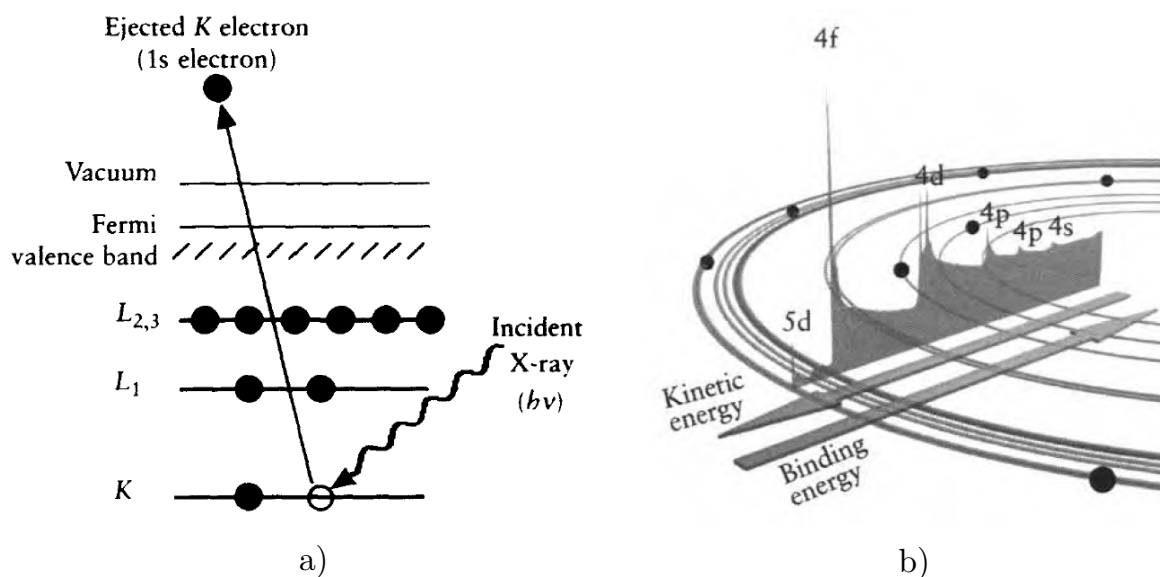 Ejected K electron
(1s electron)
Vacuum
Fermi
valence band
L2,3
L1
K
Incident
X-ray
(hν)
a)
4f
4d
4p
4p
4s
5d
Kinetic
energy
Binding
energy
b)